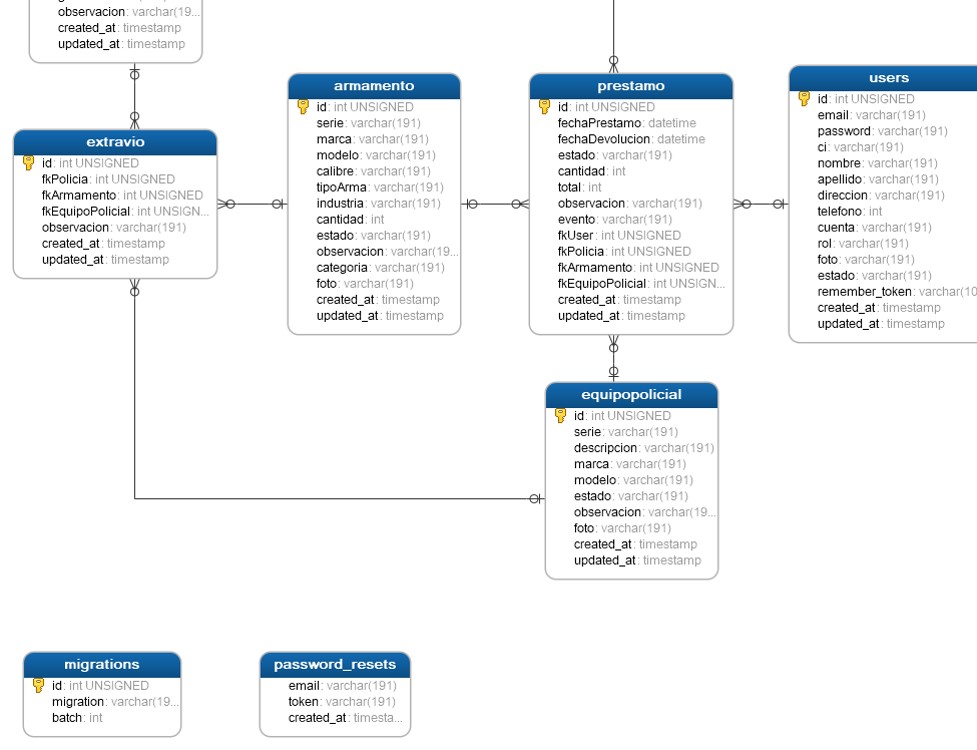 observacion: varchar(19...
created_at: timestamp
updated_at: timestamp
extravio
id: int UNSIGNED
fkPolicia: int UNSIGNED
fkArmamento: int UNSIGNED
fkEquipoPolicial: int UNSIGN...
observacion: varchar(191)
created_at: timestamp
updated_at: timestamp
armamento
id: int UNSIGNED
serie: varchar(191)
marca: varchar(191)
modelo: varchar(191)
calibre: varchar(191)
tipoArma: varchar(191)
industria: varchar(191)
cantidad: int
estado: varchar(191)
observacion: varchar(19...
categoria: varchar(191)
foto: varchar(191)
created_at: timestamp
updated_at: timestamp
prestamo
id: int UNSIGNED
fechaPrestamo: datetime
fechaDevolucion: datetime
estado: varchar(191)
cantidad: int
total: int
observacion: varchar(191)
evento: varchar(191)
fkUser: int UNSIGNED
fkPolicia: int UNSIGNED
fkArmamento: int UNSIGNED
fkEquipoPolicial: int UNSIGN...
created_at: timestamp
updated_at: timestamp
users
id: int UNSIGNED
email: varchar(191)
password: varchar(191)
ci: varchar(191)
nombre: varchar(191)
apellido: varchar(191)
direccion: varchar(191)
telefono: int
cuenta: varchar(191)
rol: varchar(191)
foto: varchar(191)
estado: varchar(191)
remember_token: varchar(10
created_at: timestamp
updated_at: timestamp
equipopolicial
id: int UNSIGNED
serie: varchar(191)
descripcion: varchar(191)
marca: varchar(191)
modelo: varchar(191)
estado: varchar(191)
observacion: varchar(19...
foto: varchar(191)
created_at: timestamp
updated_at: timestamp
migrations
id: int UNSIGNED
migration: varchar(19...
batch: int
password_resets
email: varchar(191)
token: varchar(191)
created_at: timesta...